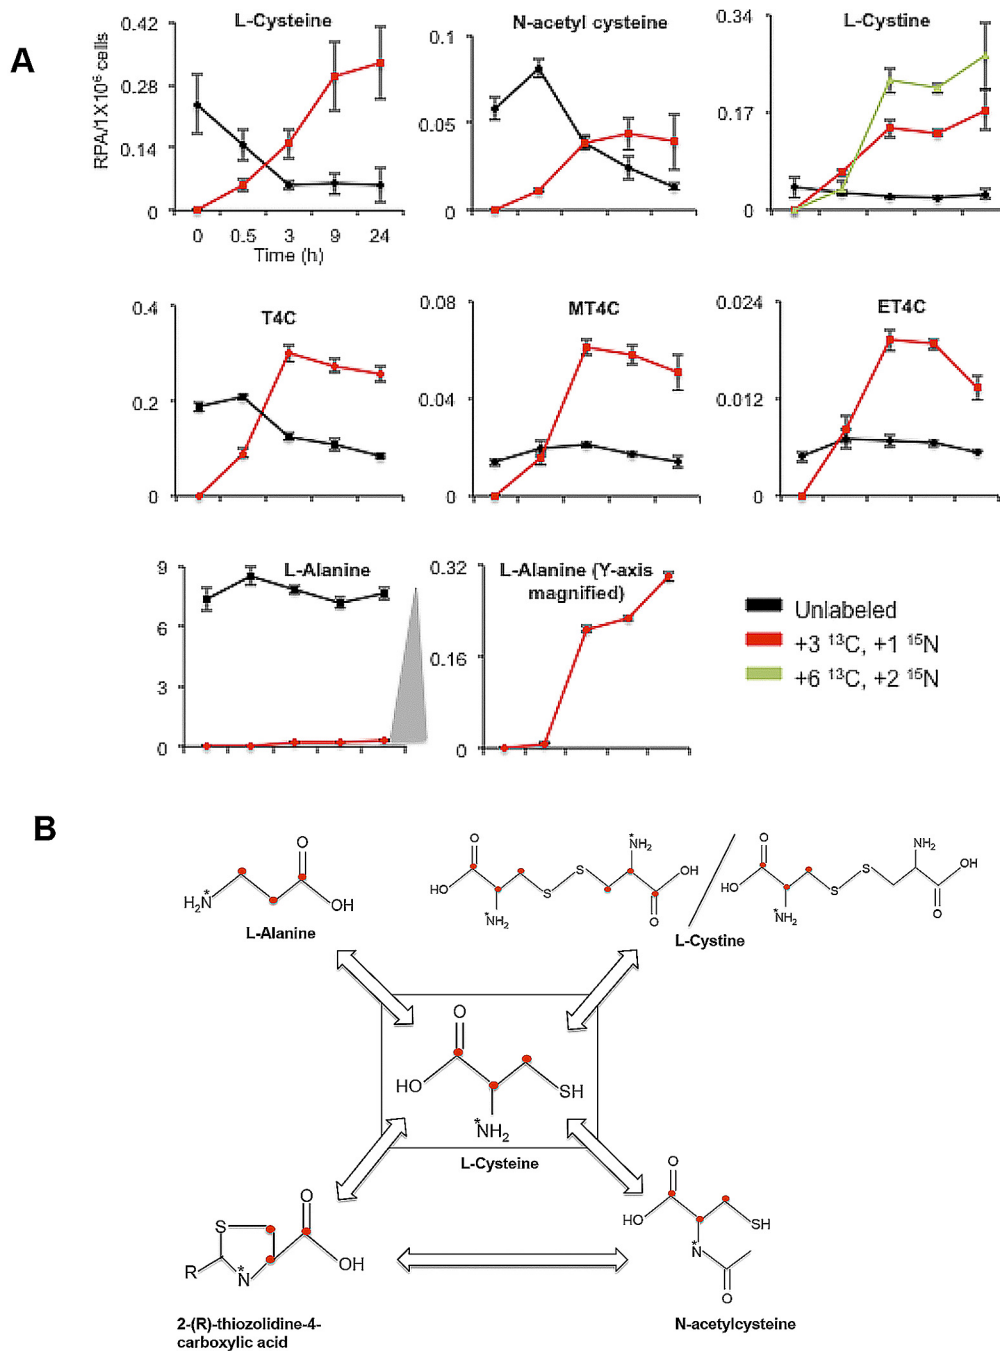 A
L-Cysteine
N-acetyl cysteine
L-Cystine
RPA/1X10⁶ cells
0.42
0.28
0.14
0
0 0.5 3 9 24
Time (h)
0.1
0.05
0
0.34
0.17
0
T4C
MT4C
ET4C
0.4
0.2
0
0.08
0.04
0
0.024
0.012
0
L-Alanine
9
6
3
0
L-Alanine (Y-axis
magnified)
0.32
0.16
0
Unlabeled
+3 ¹³C, +1 ¹⁵N
+6 ¹³C, +2 ¹⁵N
B
O
H₂N*
OH
L-Alanine
O
HO
*NH₂
S
S
*NH₂
OH
O
O
HO
*NH₂
S
S
NH₂
OH
O
L-Cystine
O
HO
SH
*NH₂
L-Cysteine
S
R
*N
O
OH
2-(R)-thiozolidine-4-
carboxylic acid
O
HO
SH
*N
O
N-acetylcysteine